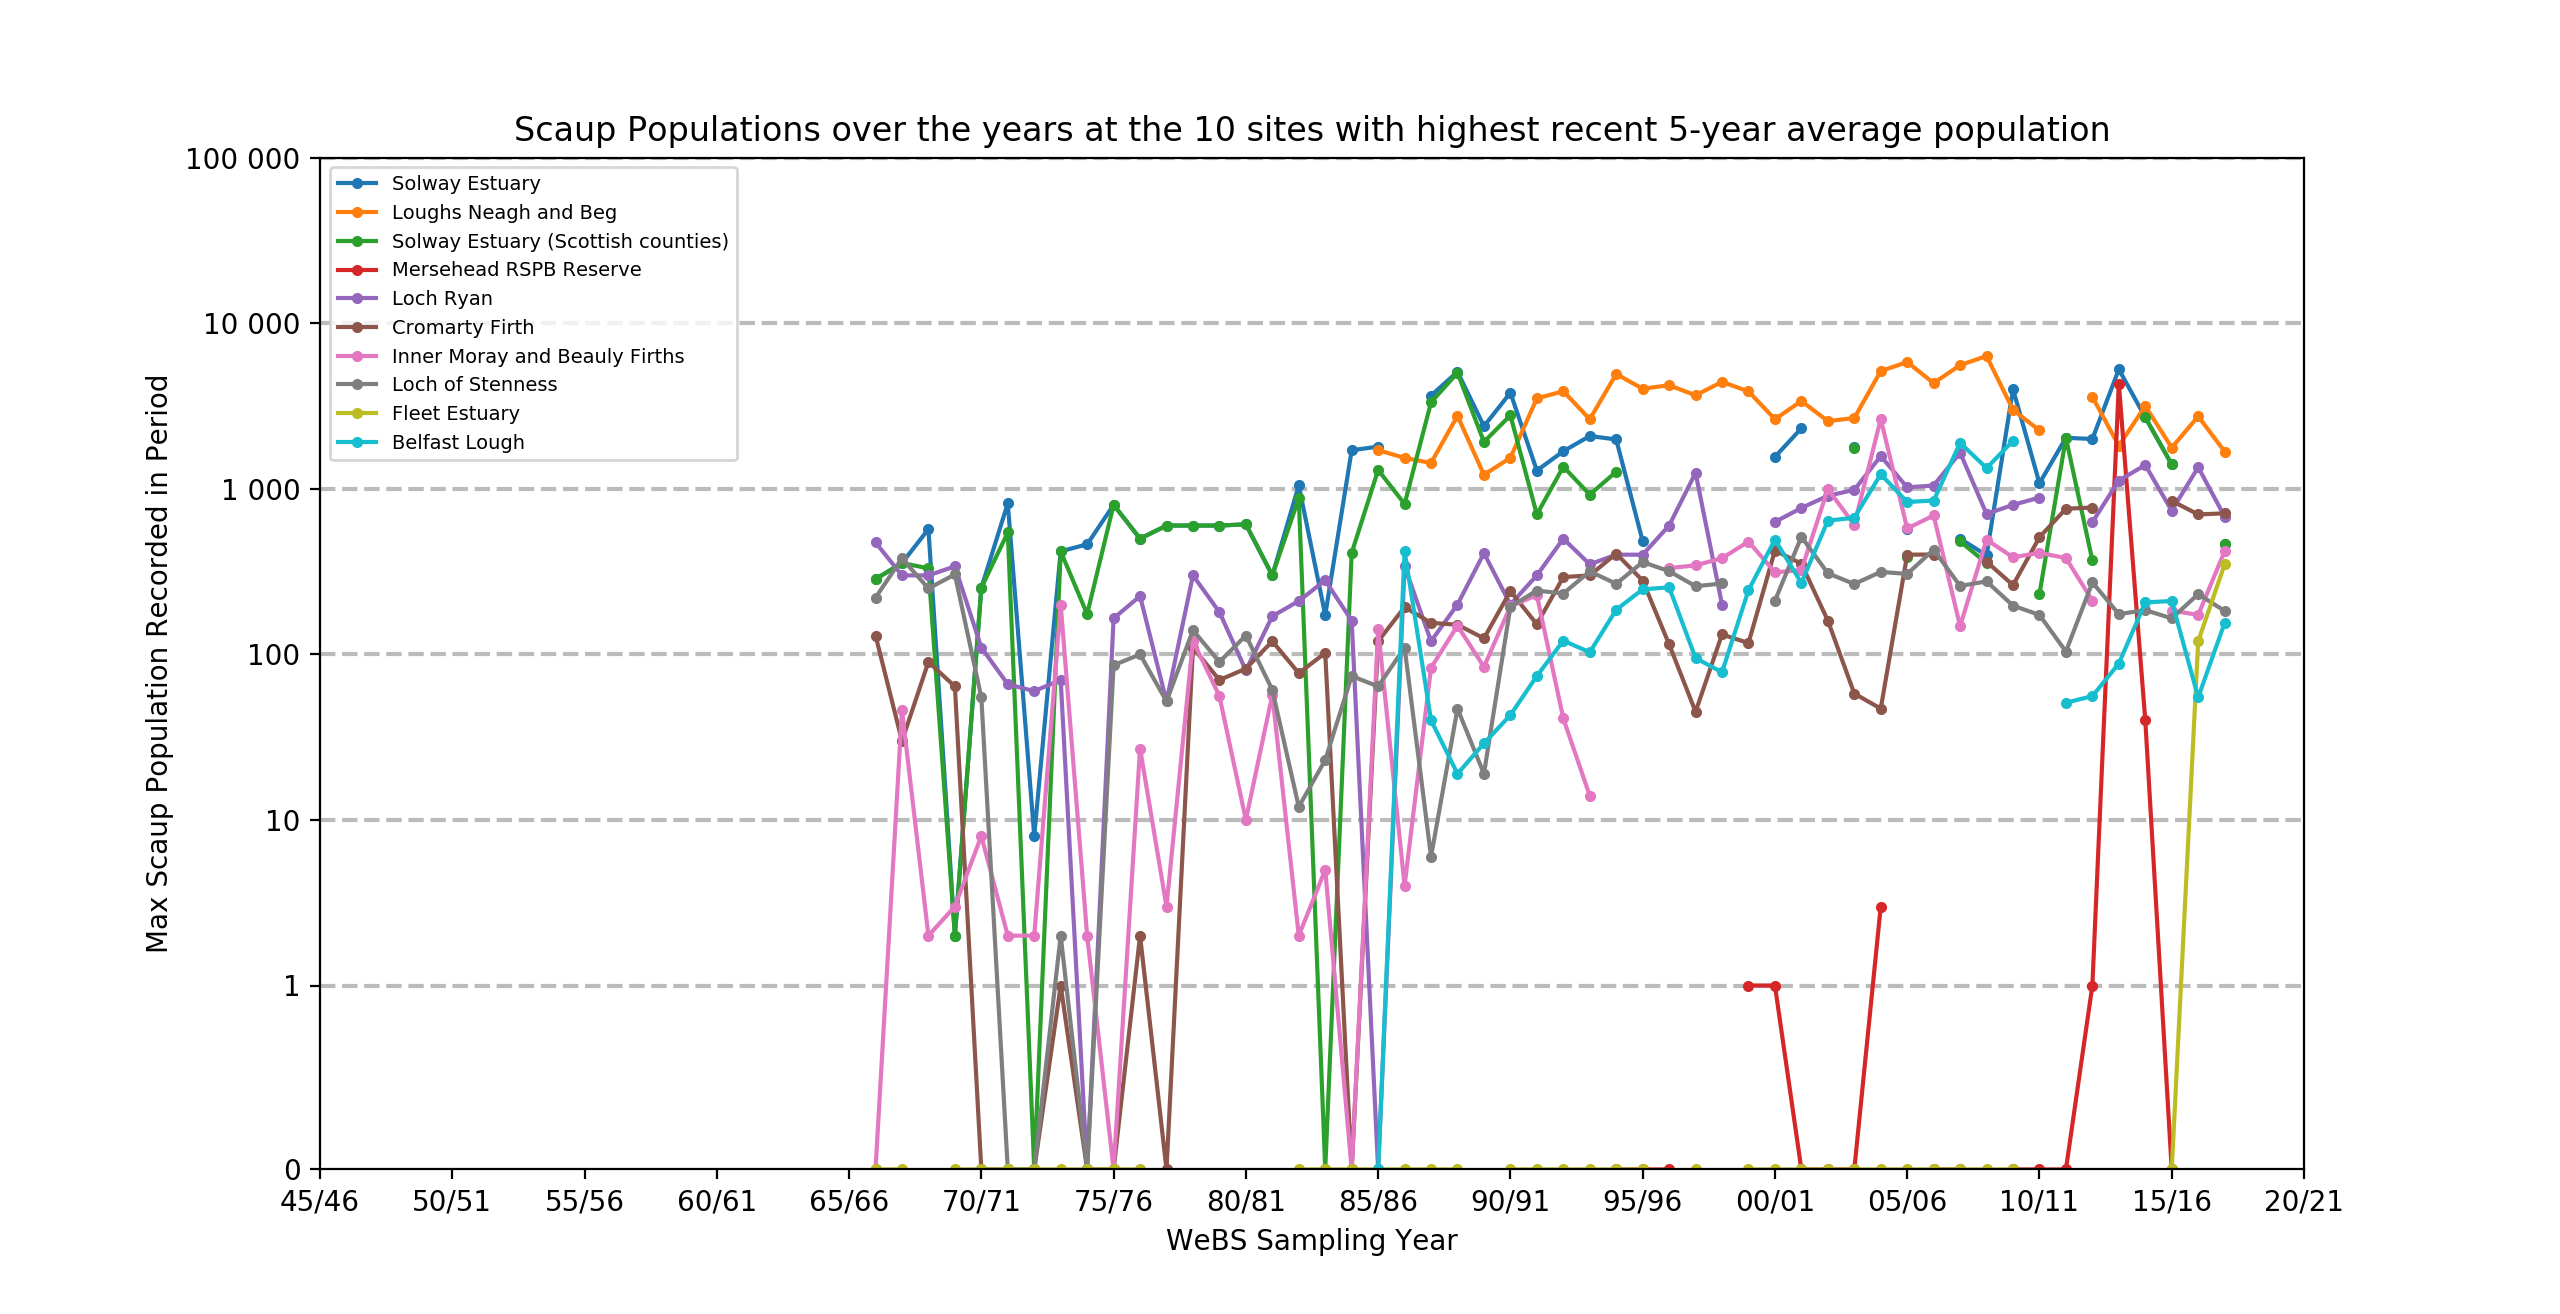 Scaup Populations over the years at the 10 sites with highest recent 5-year average population
100 000
10 000
1 000
100
10
1
0
Max Scaup Population Recorded in Period
Solway Estuary
Loughs Neagh and Beg
Solway Estuary (Scottish counties)
Mersehead RSPB Reserve
Loch Ryan
Cromarty Firth
Inner Moray and Beauly Firths
Loch of Stenness
Fleet Estuary
Belfast Lough
45/46 50/51 55/56 60/61 65/66 70/71 75/76 80/81 85/86 90/91 95/96 00/01 05/06 10/11 15/16 20/21
WeBS Sampling Year